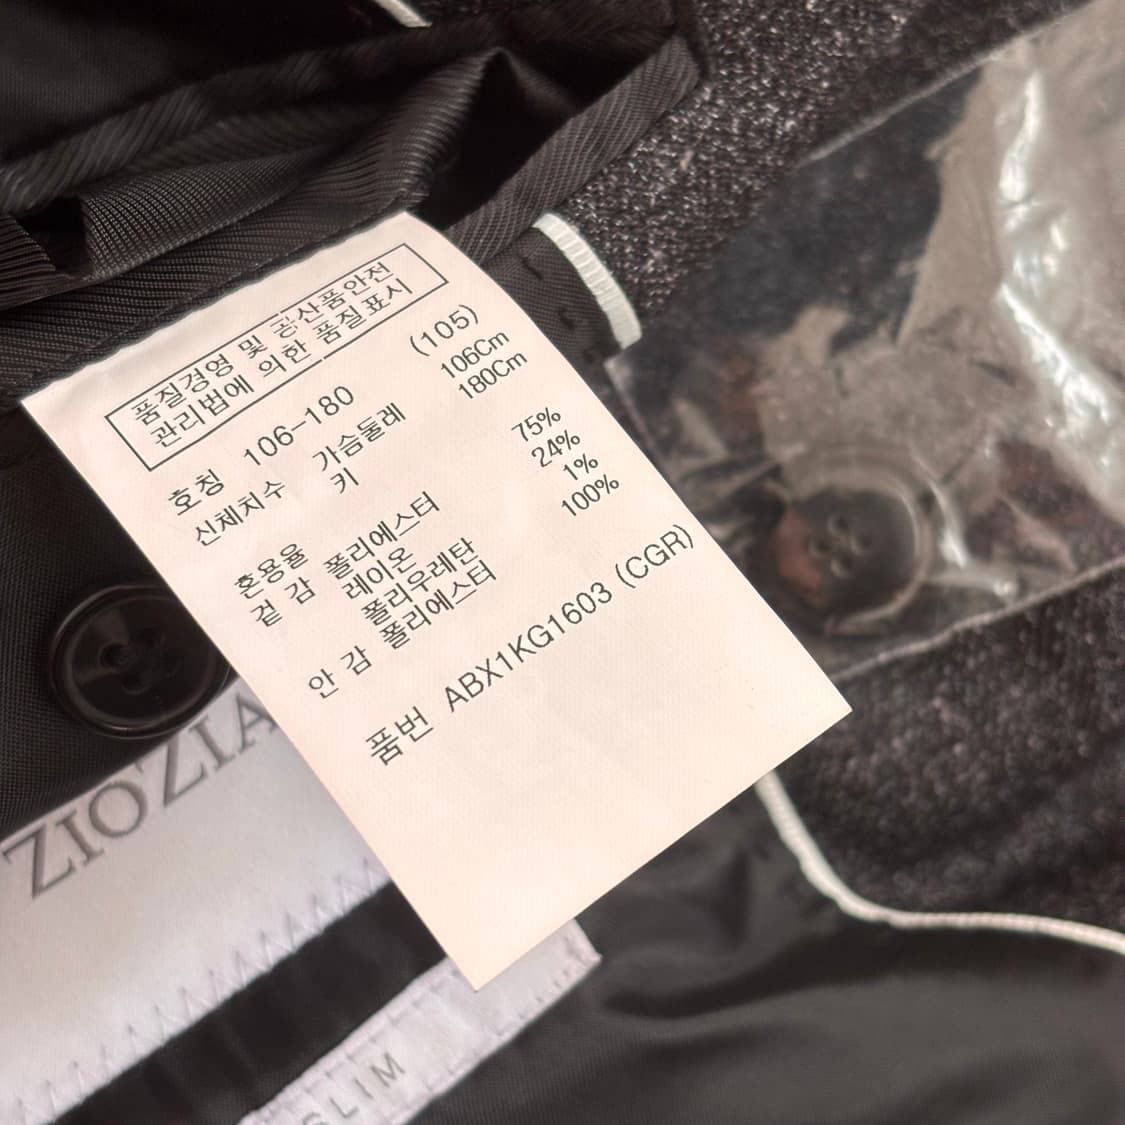 품질경영 및 공산품안전
관리법에 의한 품질표시
호칭 106-180 (105)
신체치수 가슴둘레 106Cm
키 180Cm
혼용율
겉 감 폴리에스터 75%
레이온 24%
폴리우레탄 1%
안 감 폴리에스터 100%
품번 ABX1KG1603 (CGR)
ZIOZIA
SLIM